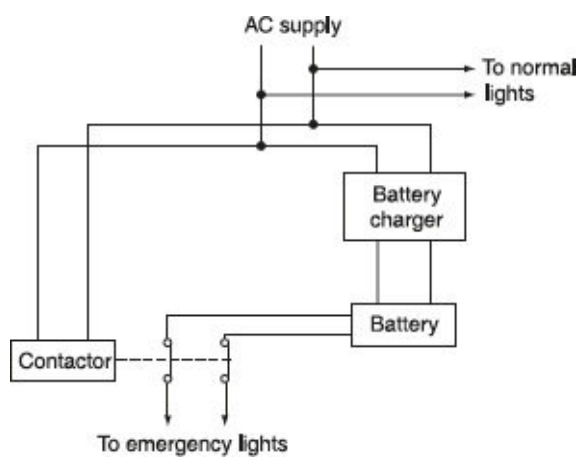 AC supply
To normal
lights
Battery
charger
Battery
Contactor
To emergency lights